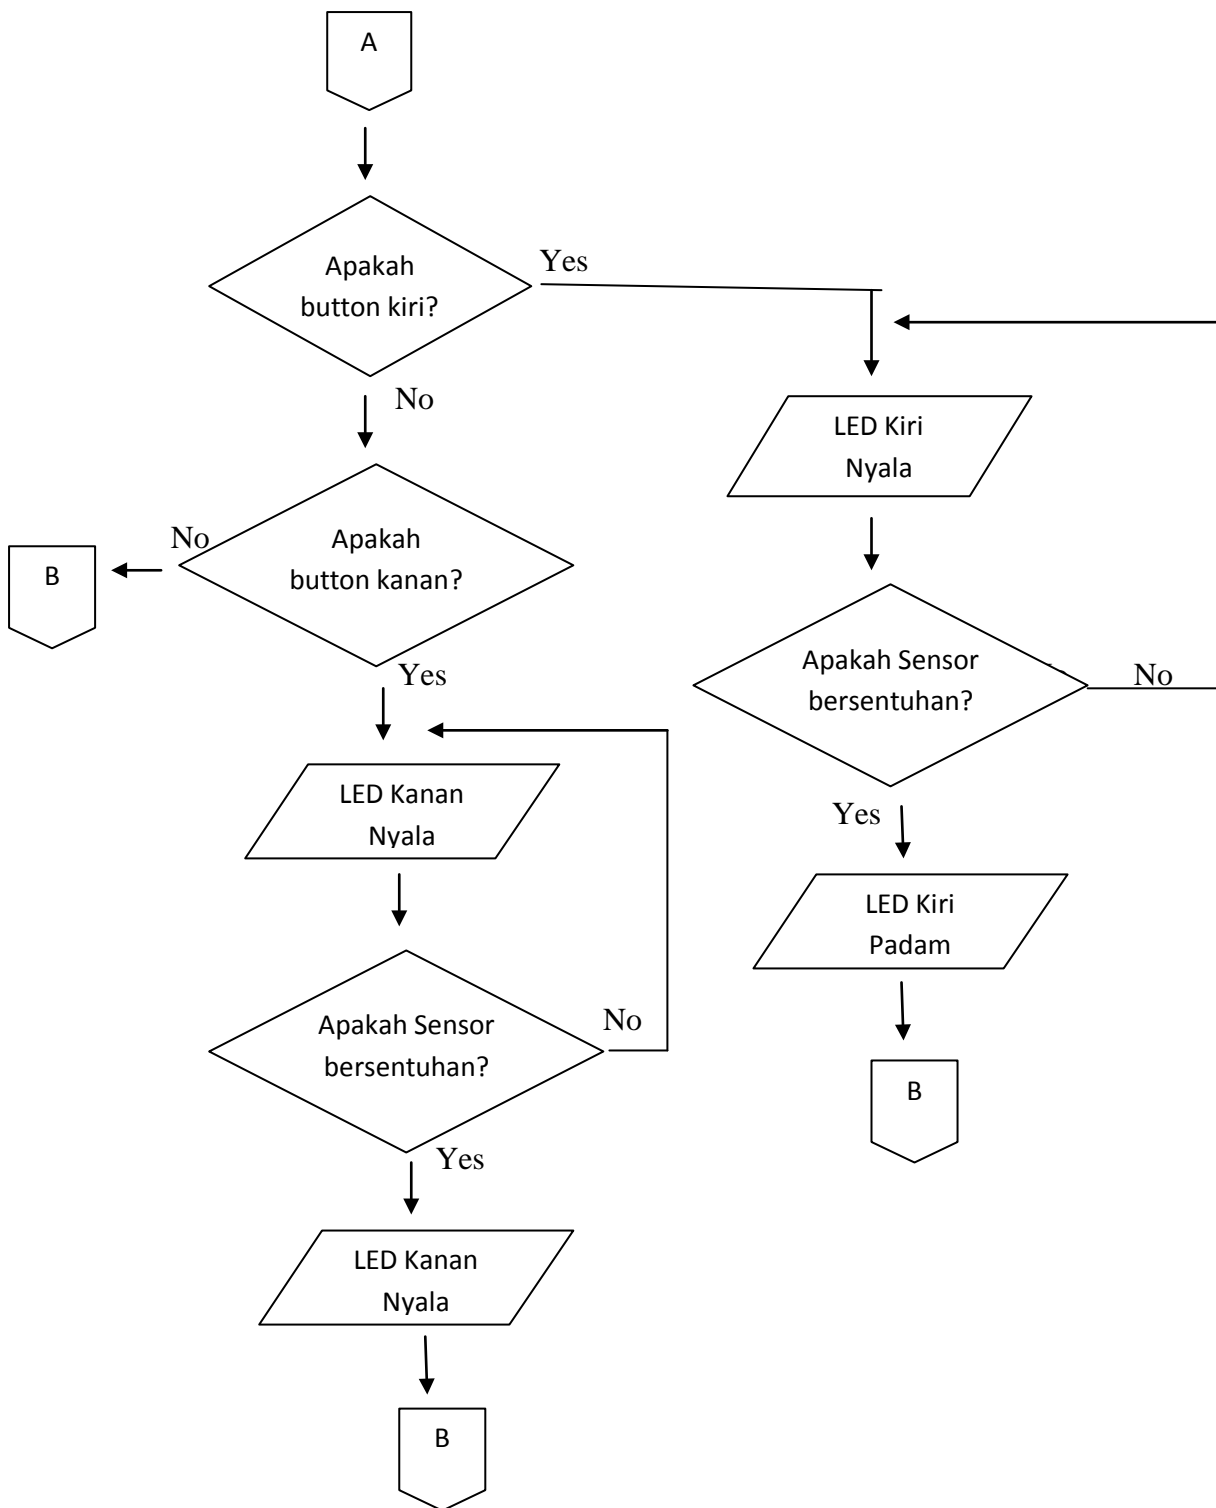 A
Apakah
button kiri?
Yes
No
LED Kiri
Nyala
No
Apakah
button kanan?
B
Yes
Apakah Sensor
bersentuhan?
No
LED Kanan
Nyala
Yes
LED Kiri
Padam
Apakah Sensor
bersentuhan?
No
B
Yes
LED Kanan
Nyala
B